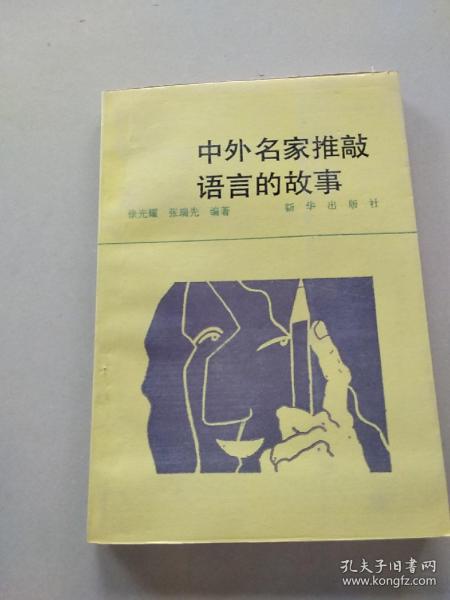 中外名家推敲
语言的故事
徐光耀 张瑞先 编著 新华出版社
孔夫子旧书网
www.kongfz.com